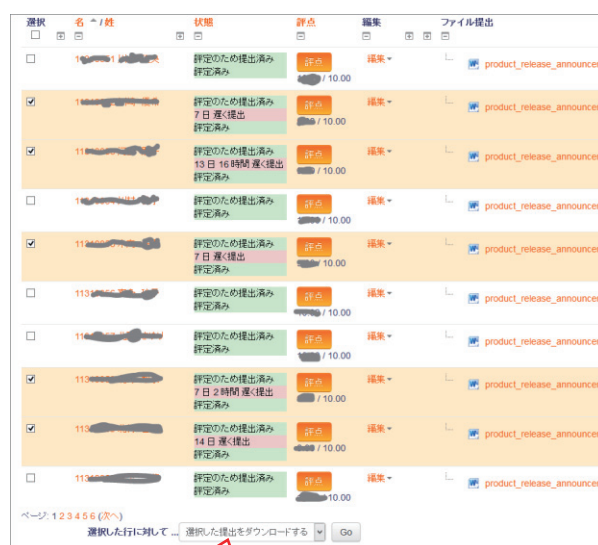 選択 名 / 姓 状態 評点 編集 ファイル提出
評定のため提出済み 評点 編集 product_release_announcer
評定済み / 10.00
評定のため提出済み 評点 編集 product_release_announcer
7 日 遅く提出
評定済み / 10.00
評定のため提出済み 評点 編集 product_release_announcer
13 日 16 時間 遅く提出
評定済み / 10.00
評定のため提出済み 評点 編集 product_release_announcer
評定済み / 10.00
評定のため提出済み 評点 編集 product_release_announcer
7 日 遅く提出
評定済み / 10.00
113 評定のため提出済み 評点 編集 product_release_announcer
評定済み / 10.00
評定のため提出済み 評点 編集 product_release_announcer
評定済み / 10.00
113 評定のため提出済み 評点 編集 product_release_announcer
7 日 2 時間 遅く提出
評定済み / 10.00
113 評定のため提出済み 評点 編集 product_release_announcer
14 日 遅く提出
評定済み / 10.00
113 評定のため提出済み 評点 編集 product_release_announcer
評定済み 10.00
ページ: 1 2 3 4 5 6 (次へ)
選択した行に対して ... 選択した提出をダウンロードする Go